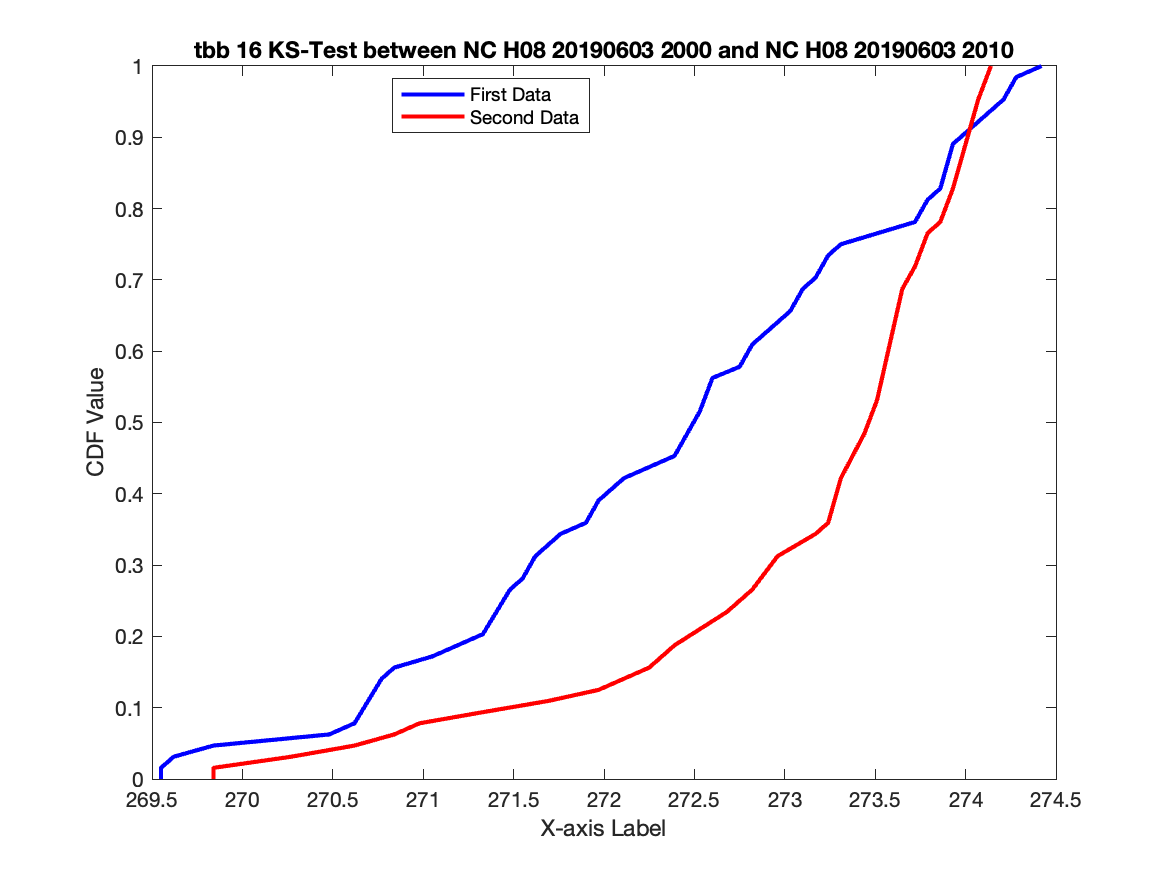 tbb 16 KS-Test between NC H08 20190603 2000 and NC H08 20190603 2010
First Data
Second Data
CDF Value
1
0.9
0.8
0.7
0.6
0.5
0.4
0.3
0.2
0.1
0
269.5 270 270.5 271 271.5 272 272.5 273 273.5 274 274.5
X-axis Label